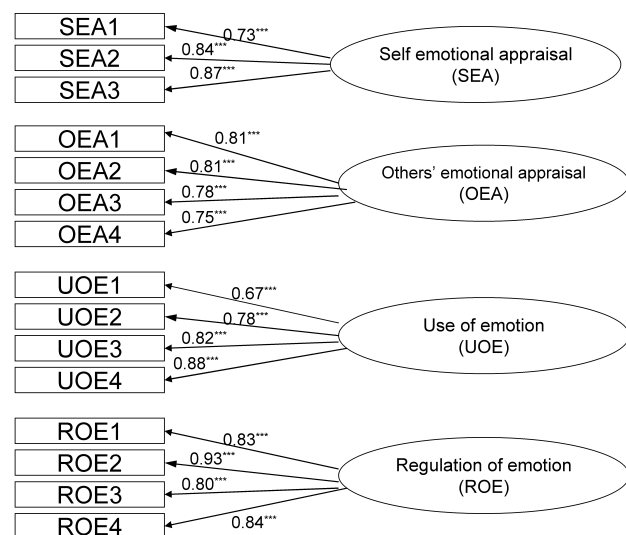 SEA1
0.73***
SEA2
0.84***
SEA3
0.87***
Self emotional appraisal
(SEA)
OEA1
0.81***
OEA2
0.81***
OEA3
0.78***
OEA4
0.75***
Others' emotional appraisal
(OEA)
UOE1
0.67***
UOE2
0.78***
UOE3
0.82***
UOE4
0.88***
Use of emotion
(UOE)
ROE1
0.83***
ROE2
0.93***
ROE3
0.80***
ROE4
0.84***
Regulation of emotion
(ROE)